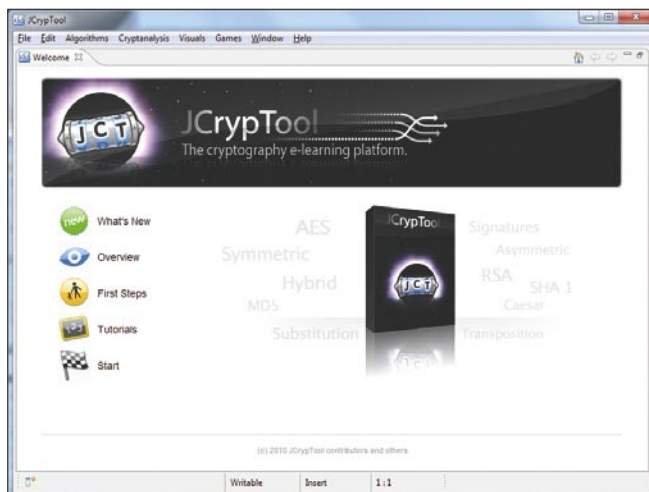 JCrypTool
File Edit Algorithms Cryptanalysis Visuals Games Window Help
Welcome
JCT
JCrypTool
The cryptography e-learning platform.
new What's New
Overview
First Steps
Tutorials
Start
AES
Symmetric
Hybrid
MD5
Substitution
JCrypTool
JCT
Signatures
Asymmetric
RSA
SHA 1
Caesar
Transposition
(c) 2010 JCrypTool contributors and others.
Writable Insert 1 : 1